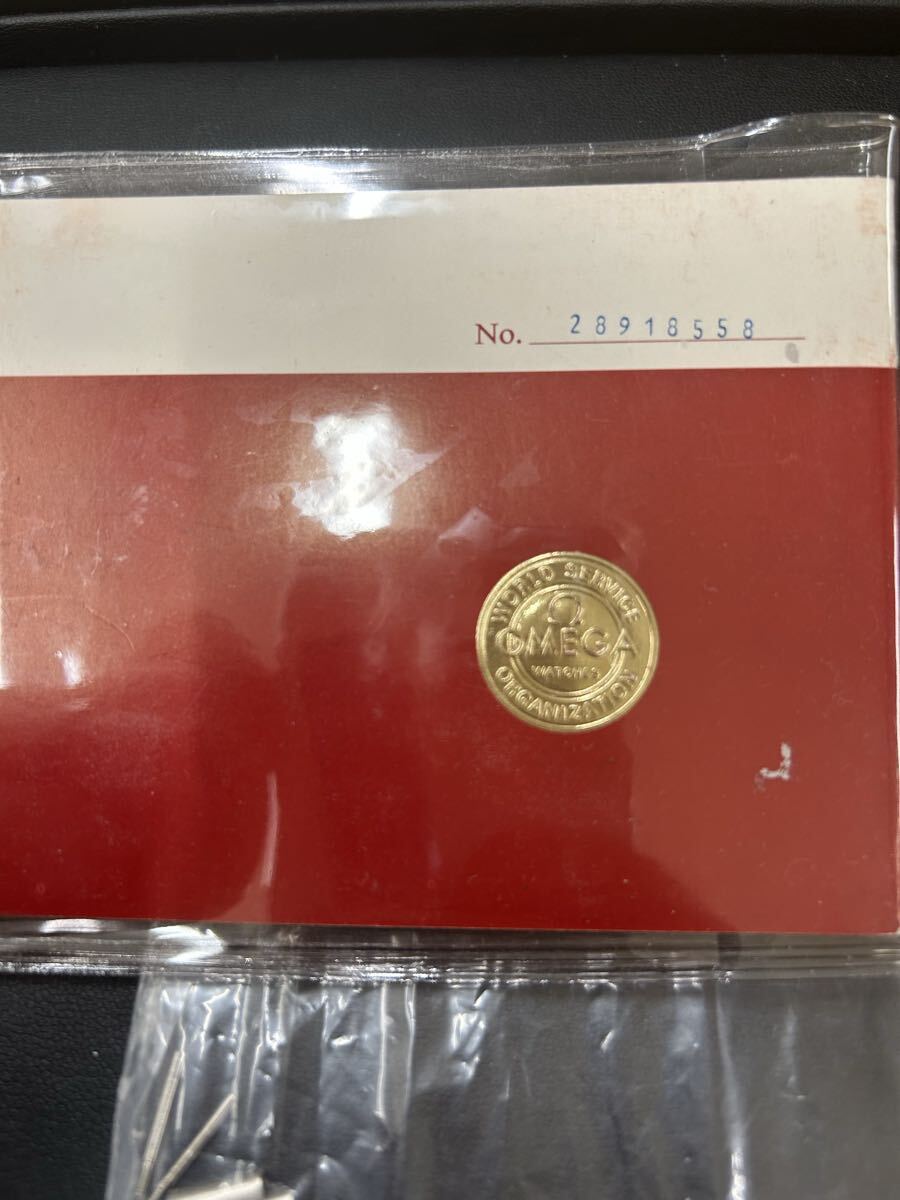 No. 28918558
WORLD SERVICE
Ω
OMEGA
WATCHES
ORGANIZATION